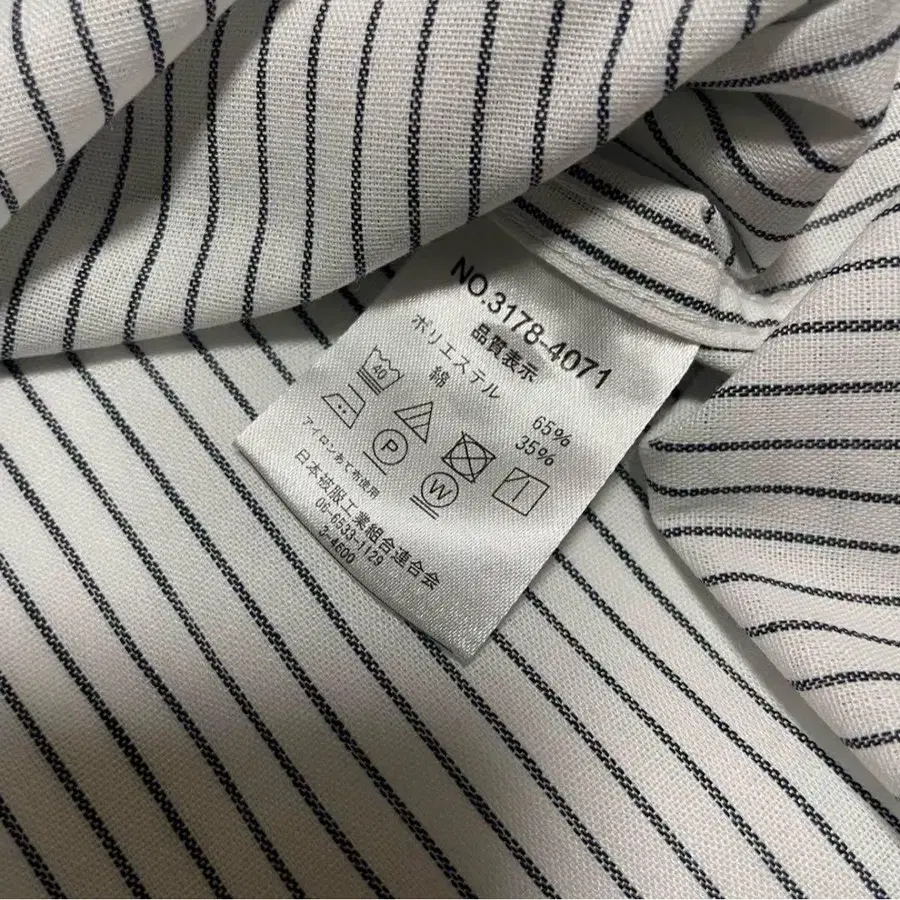 NO.3178-4071
品質表示
ポリエステル 65%
綿 35%
40
P
W
アイロンあて布使用
日本被服工業組合連合会
06-6533-1129
3-4600